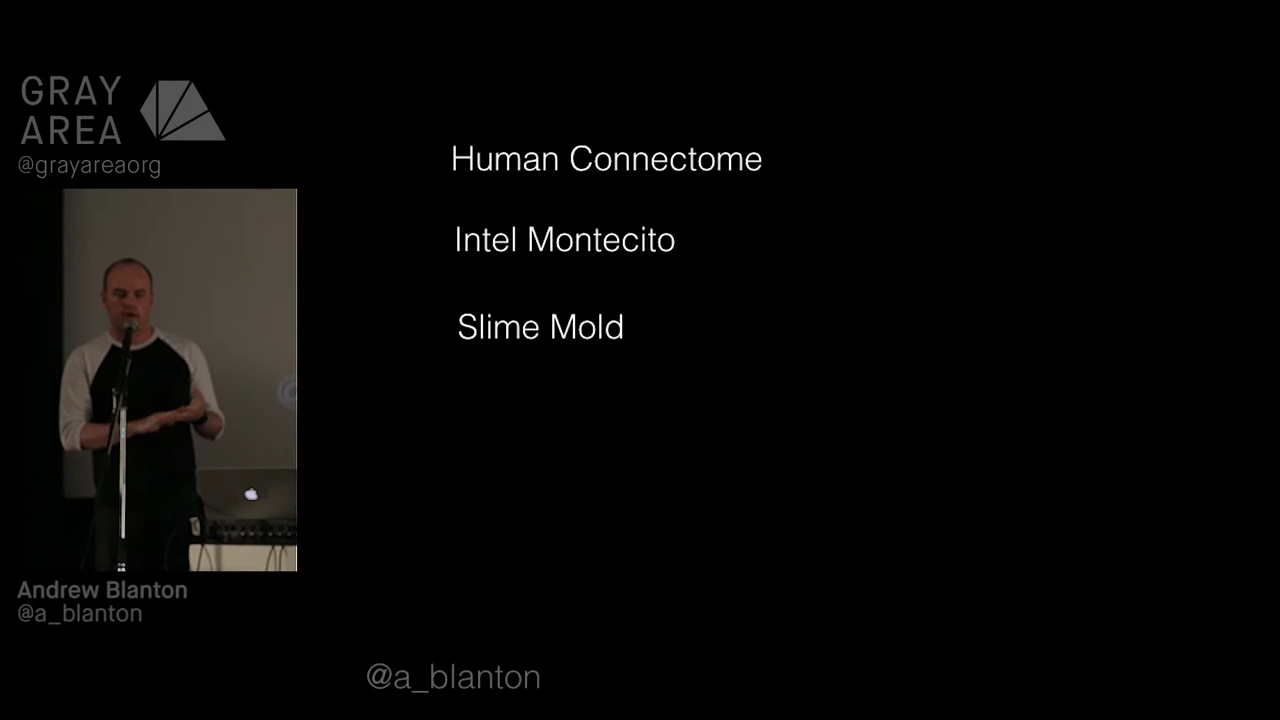 GRAY
AREA
@grayareaorg
Human Connectome
Intel Montecito
Slime Mold
Andrew Blanton
@a_blanton
@a_blanton